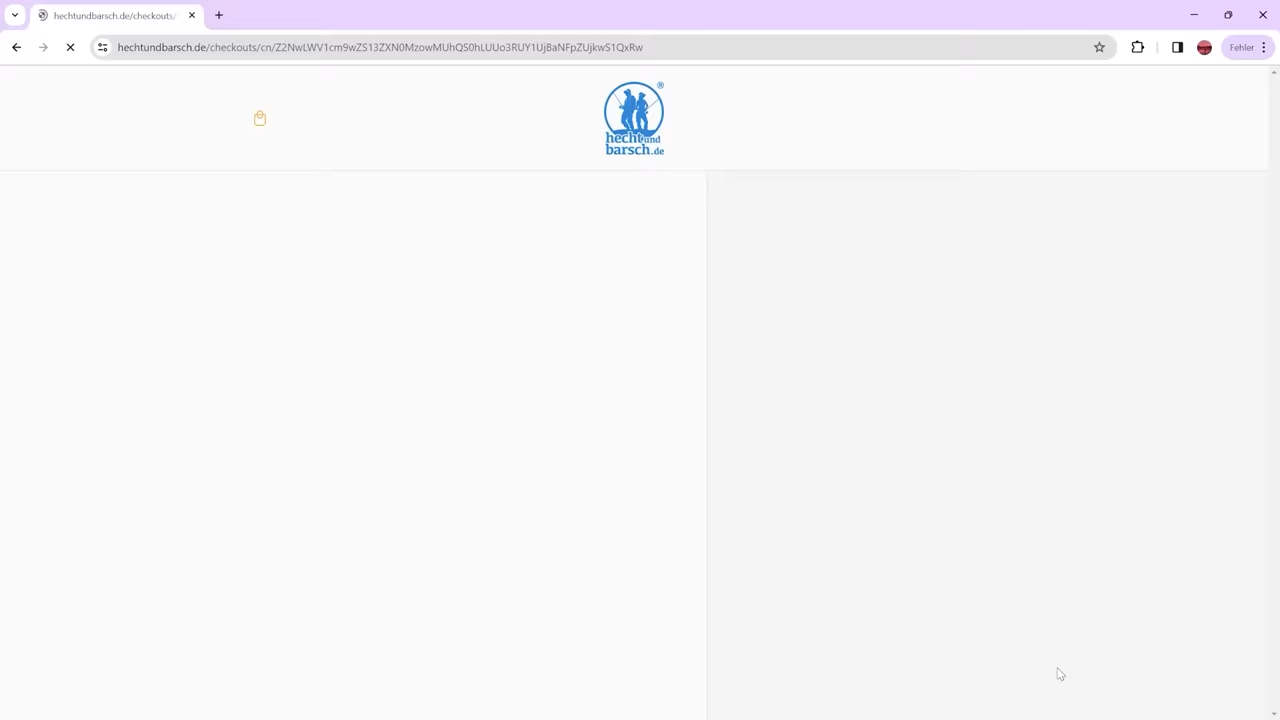 hechtundbarsch.de/checkouts/
hechtundbarsch.de/checkouts/cn/Z2NwLWV1cm9wZS13ZXN0MzowMUhQS0hLUUo3RUY1UjBaNFpZUjkwS1QxRw
Fehler
®
hecht und
barsch.de